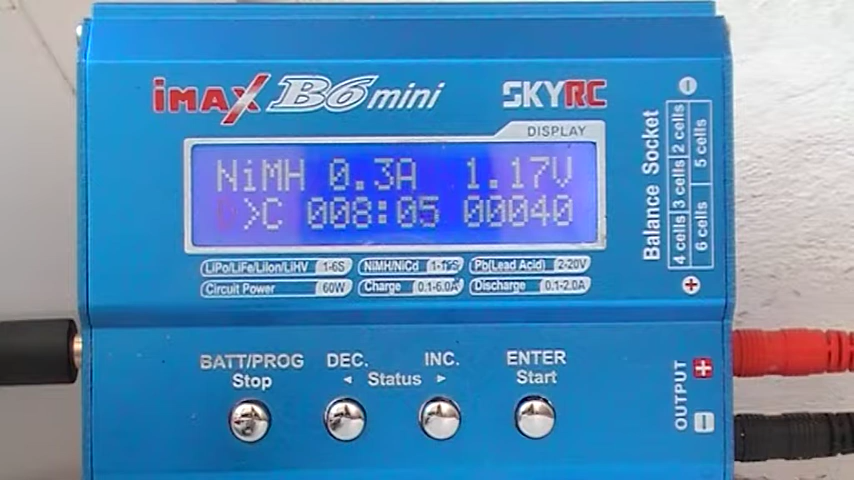 iMAX B6 mini SKYRC
DISPLAY
NiMH 0.3A 1.17V
D>C 008:05 00040
LiPo/LiFe/LiIon/LiHV 1-6S NiMH/NiCd 1-15S Pb(Lead Acid) 2-20V
Circuit Power 60W Charge 0.1-6.0A Discharge 0.1-2.0A
BATT/PROG DEC. INC. ENTER
Stop ◄ Status ► Start
Balance Socket
2 cells
3 cells
4 cells
5 cells
6 cells
OUTPUT